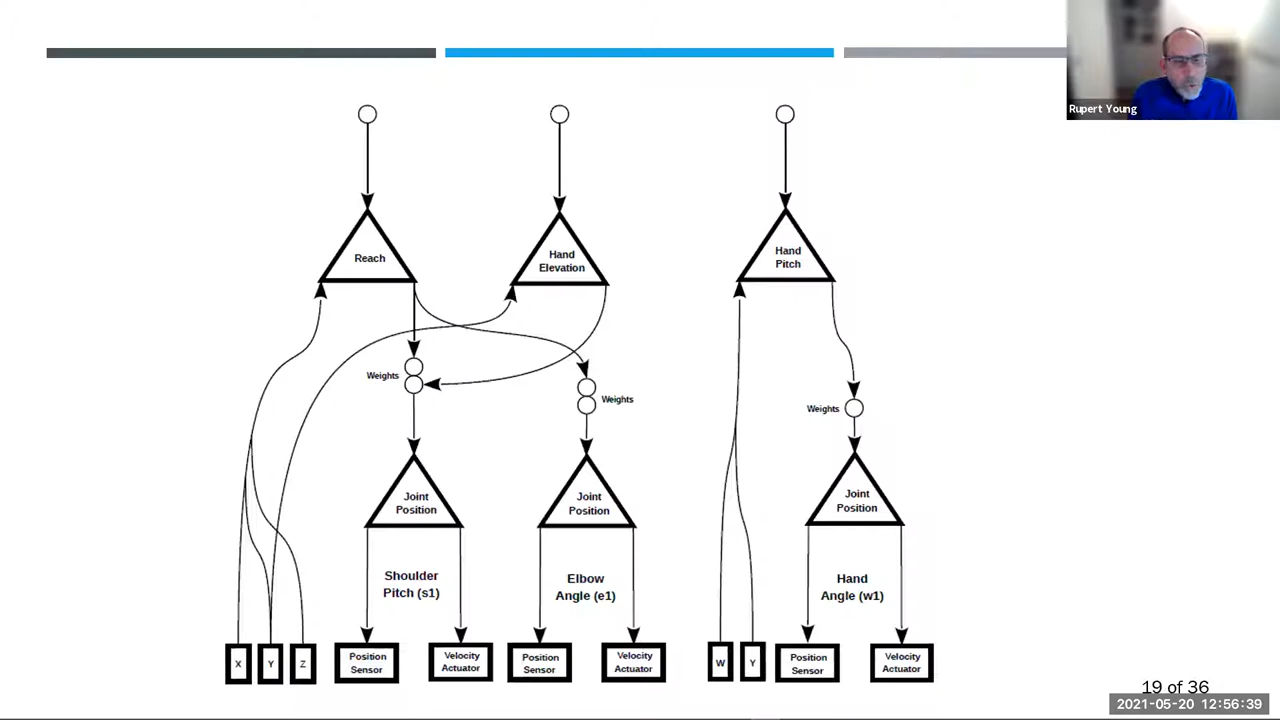 Rupert Young
Reach
Hand
Elevation
Hand
Pitch
Weights
Weights
Weights
Joint
Position
Joint
Position
Joint
Position
Shoulder
Pitch (s1)
Elbow
Angle (e1)
Hand
Angle (w1)
X
Y
Z
Position
Sensor
Velocity
Actuator
Position
Sensor
Velocity
Actuator
W
Y
Position
Sensor
Velocity
Actuator
19 of 36
2021-05-20 12:56:39